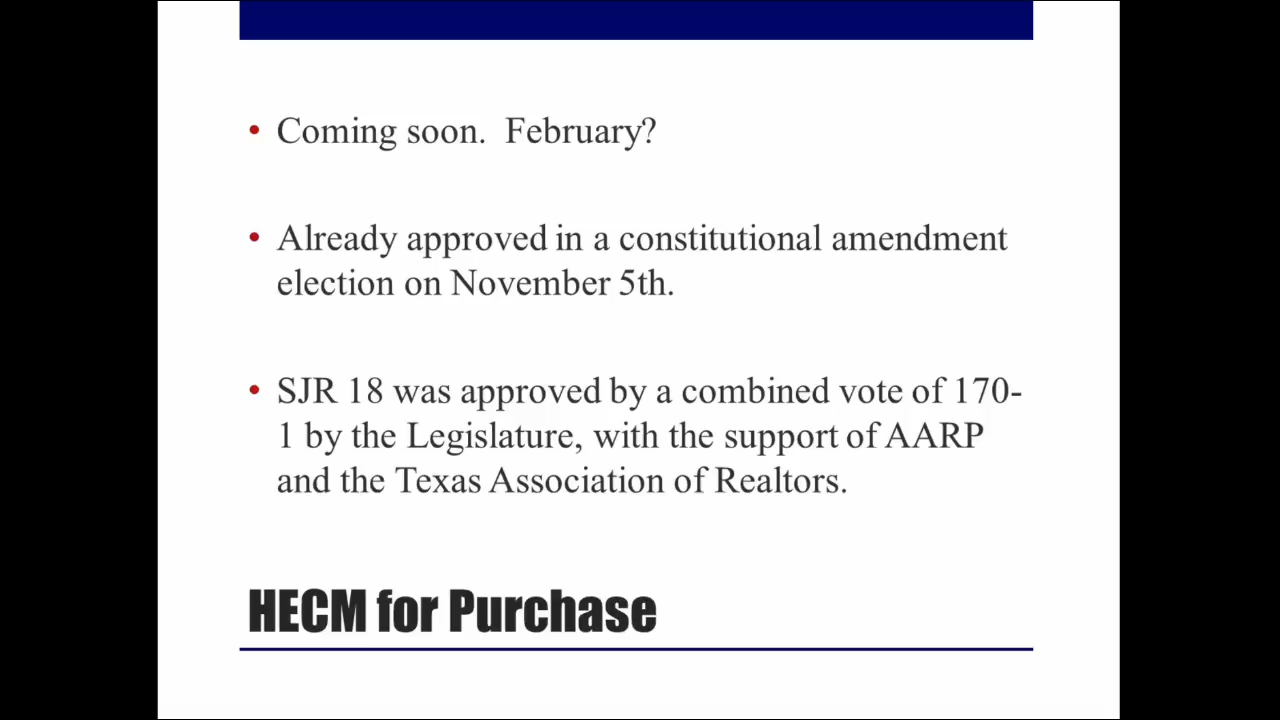 • Coming soon.  February?
• Already approved in a constitutional amendment
election on November 5th.
• SJR 18 was approved by a combined vote of 170-
1 by the Legislature, with the support of AARP
and the Texas Association of Realtors.
HECM for Purchase